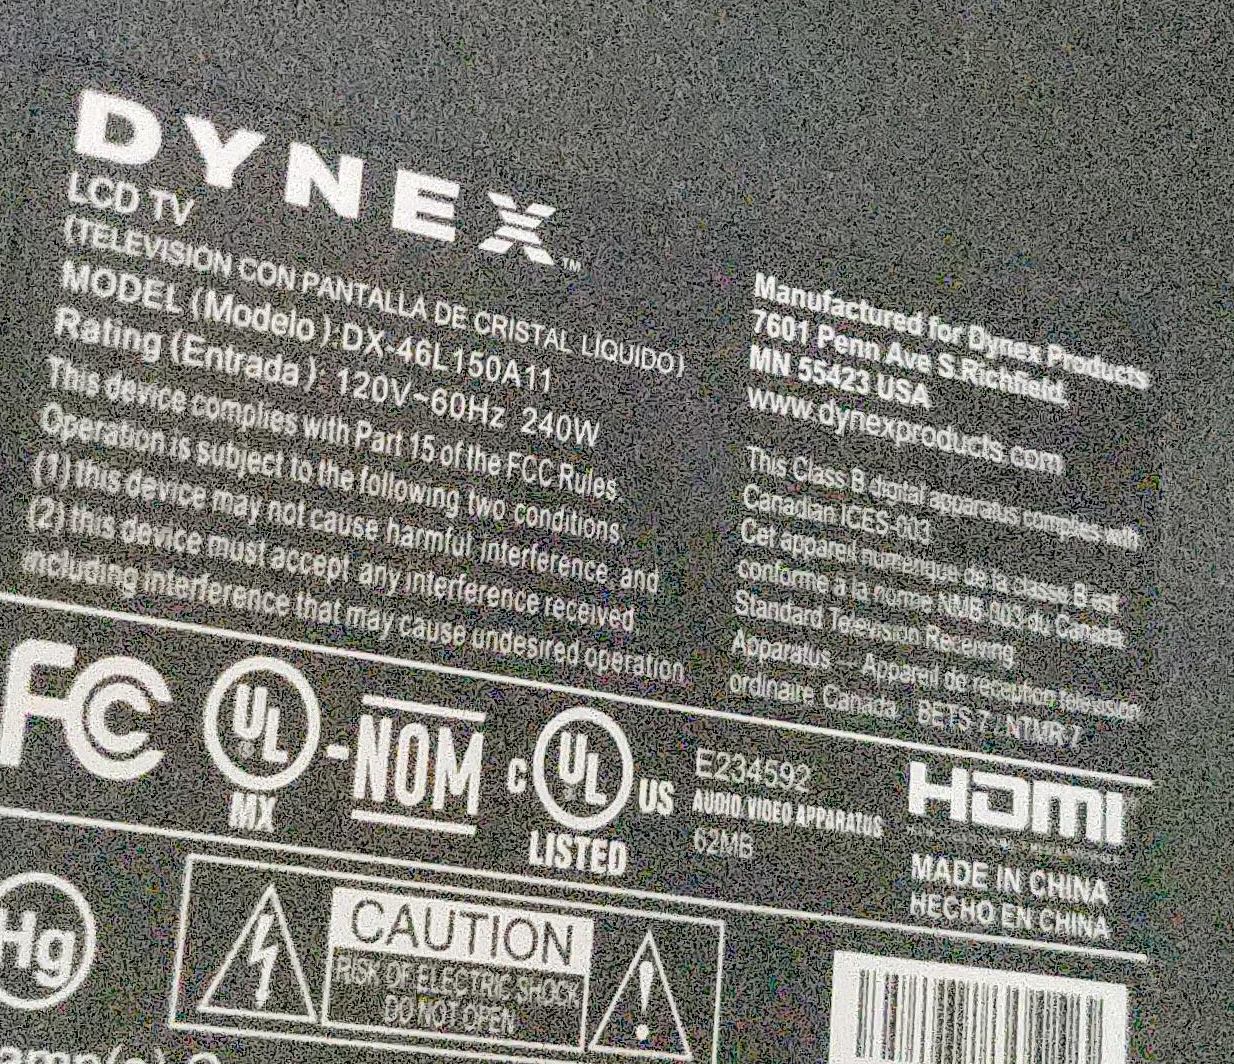 DYNEX™
LCD TV
(TELEVISION CON PANTALLA DE CRISTAL LÍQUIDO)
MODEL (Modelo ):DX-46L150A11
Rating (Entrada ): 120V~60Hz 240W
This device complies with Part 15 of the FCC Rules.
Operation is subject to the following two conditions:
(1) this device may not cause harmful interference, and
(2) this device must accept any interference received
including interference that may cause undesired operation.
Manufactured for Dynex Products
7601 Penn Ave S.Richfield.
MN 55423 USA
www.dynexproducts.com
This Class B digital apparatus complies with
Canadian ICES-003.
Cet appareil numérique de la classe B est
conforme à la norme NMB-003 du Canada.
Standard Television Receiving
Apparatus — Appareil de réception télévision
ordinaire, Canada. BETS-7 / NTMR-7
FC
UL
MX
-NOM
C UL US
LISTED
E234592
AUDIO/VIDEO APPARATUS
62M6
HDMI
MADE IN CHINA
HECHO EN CHINA
Hg
CAUTION
RISK OF ELECTRIC SHOCK
DO NOT OPEN